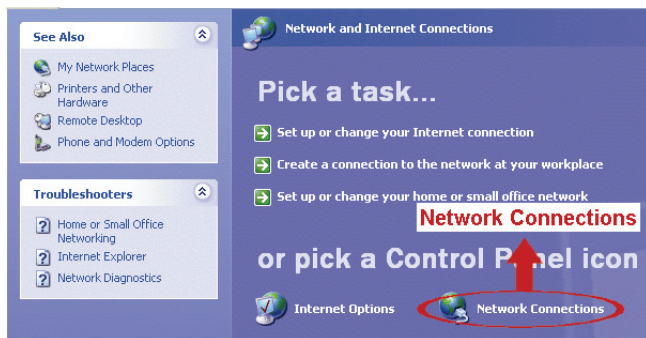 See Also
My Network Places
Printers and Other
Hardware
Remote Desktop
Phone and Modem Options
Troubleshooters
Home or Small Office
Networking
Internet Explorer
Network Diagnostics
Network and Internet Connections
Pick a task...
Set up or change your Internet connection
Create a connection to the network at your workplace
Set up or change your home or small office network
Network Connections
or pick a Control Panel icon
Internet Options
Network Connections